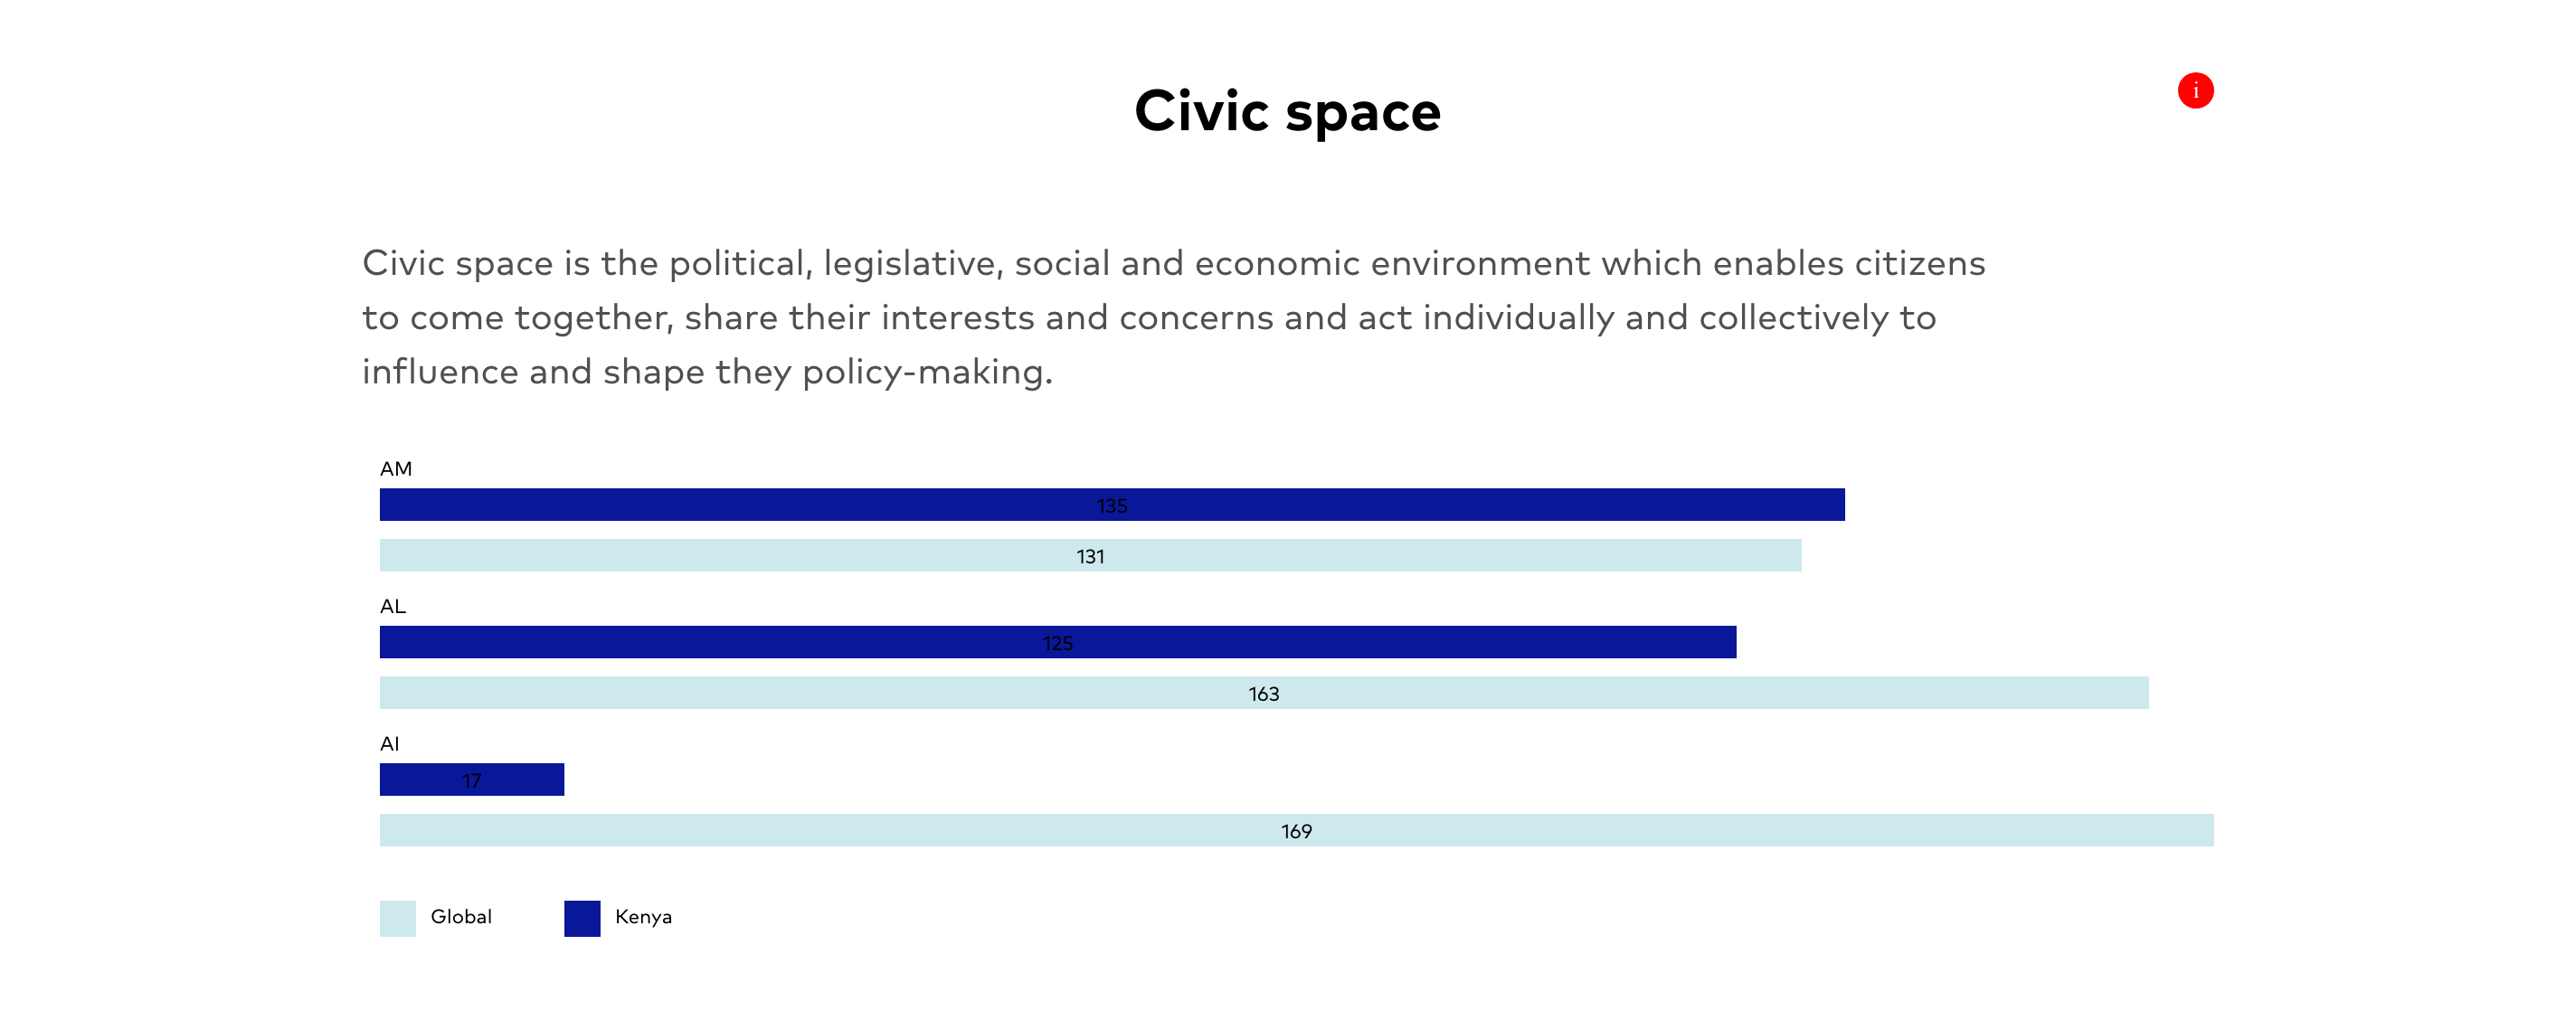 Civic space
i
Civic space is the political, legislative, social and economic environment which enables citizens
to come together, share their interests and concerns and act individually and collectively to
influence and shape they policy-making.
AM
135
131
AL
125
163
AI
17
169
Global Kenya